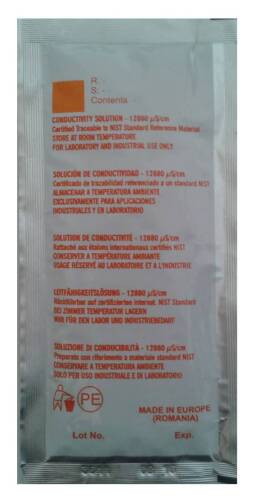 R: -
S: -
Contents
CONDUCTIVITY SOLUTION - 12880 µS/cm
Certified Traceable to NIST Standard Reference Material
STORE AT ROOM TEMPERATURE
FOR LABORATORY AND INDUSTRIAL USE ONLY
SOLUCIÓN DE CONDUCTIVIDAD - 12880 µS/cm
Certificado de trazabilidad referenciado a un standard NIST
ALMACENAR A TEMPERATURA AMBIENTE
EXCLUSIVAMENTE PARA APLICACIONES
INDUSTRIALES Y EN LABORATORIO
SOLUTION DE CONDUCTIVITÉ - 12880 µS/cm
Rattaché aux étalons internationaux certifiés NIST
CONSERVER A TEMPÉRATURE AMBIANTE
USAGE RÉSERVÉ AU LABORATOIRE ET À L'INDUSTRIE
LEITFÄHIGKEITSLÖSUNG - 12880 µS/cm
Rückführbar auf zertifiziertes internat. NIST Standard
BEI ZIMMER TEMPERATUR LAGERN
NUR FÜR DEN LABOR UND INDUSTRIEBEDARF
SOLUZIONE DI CONDUCIBILITÀ - 12880 µS/cm
Preparato con riferimento a materiale standard NIST
CONSERVARE A TEMPERATURA AMBIENTE
SOLO PER USO INDUSTRIALE E DI LABORATORIO
PE
MADE IN EUROPE
(ROMANIA)
Lot No.
Exp.